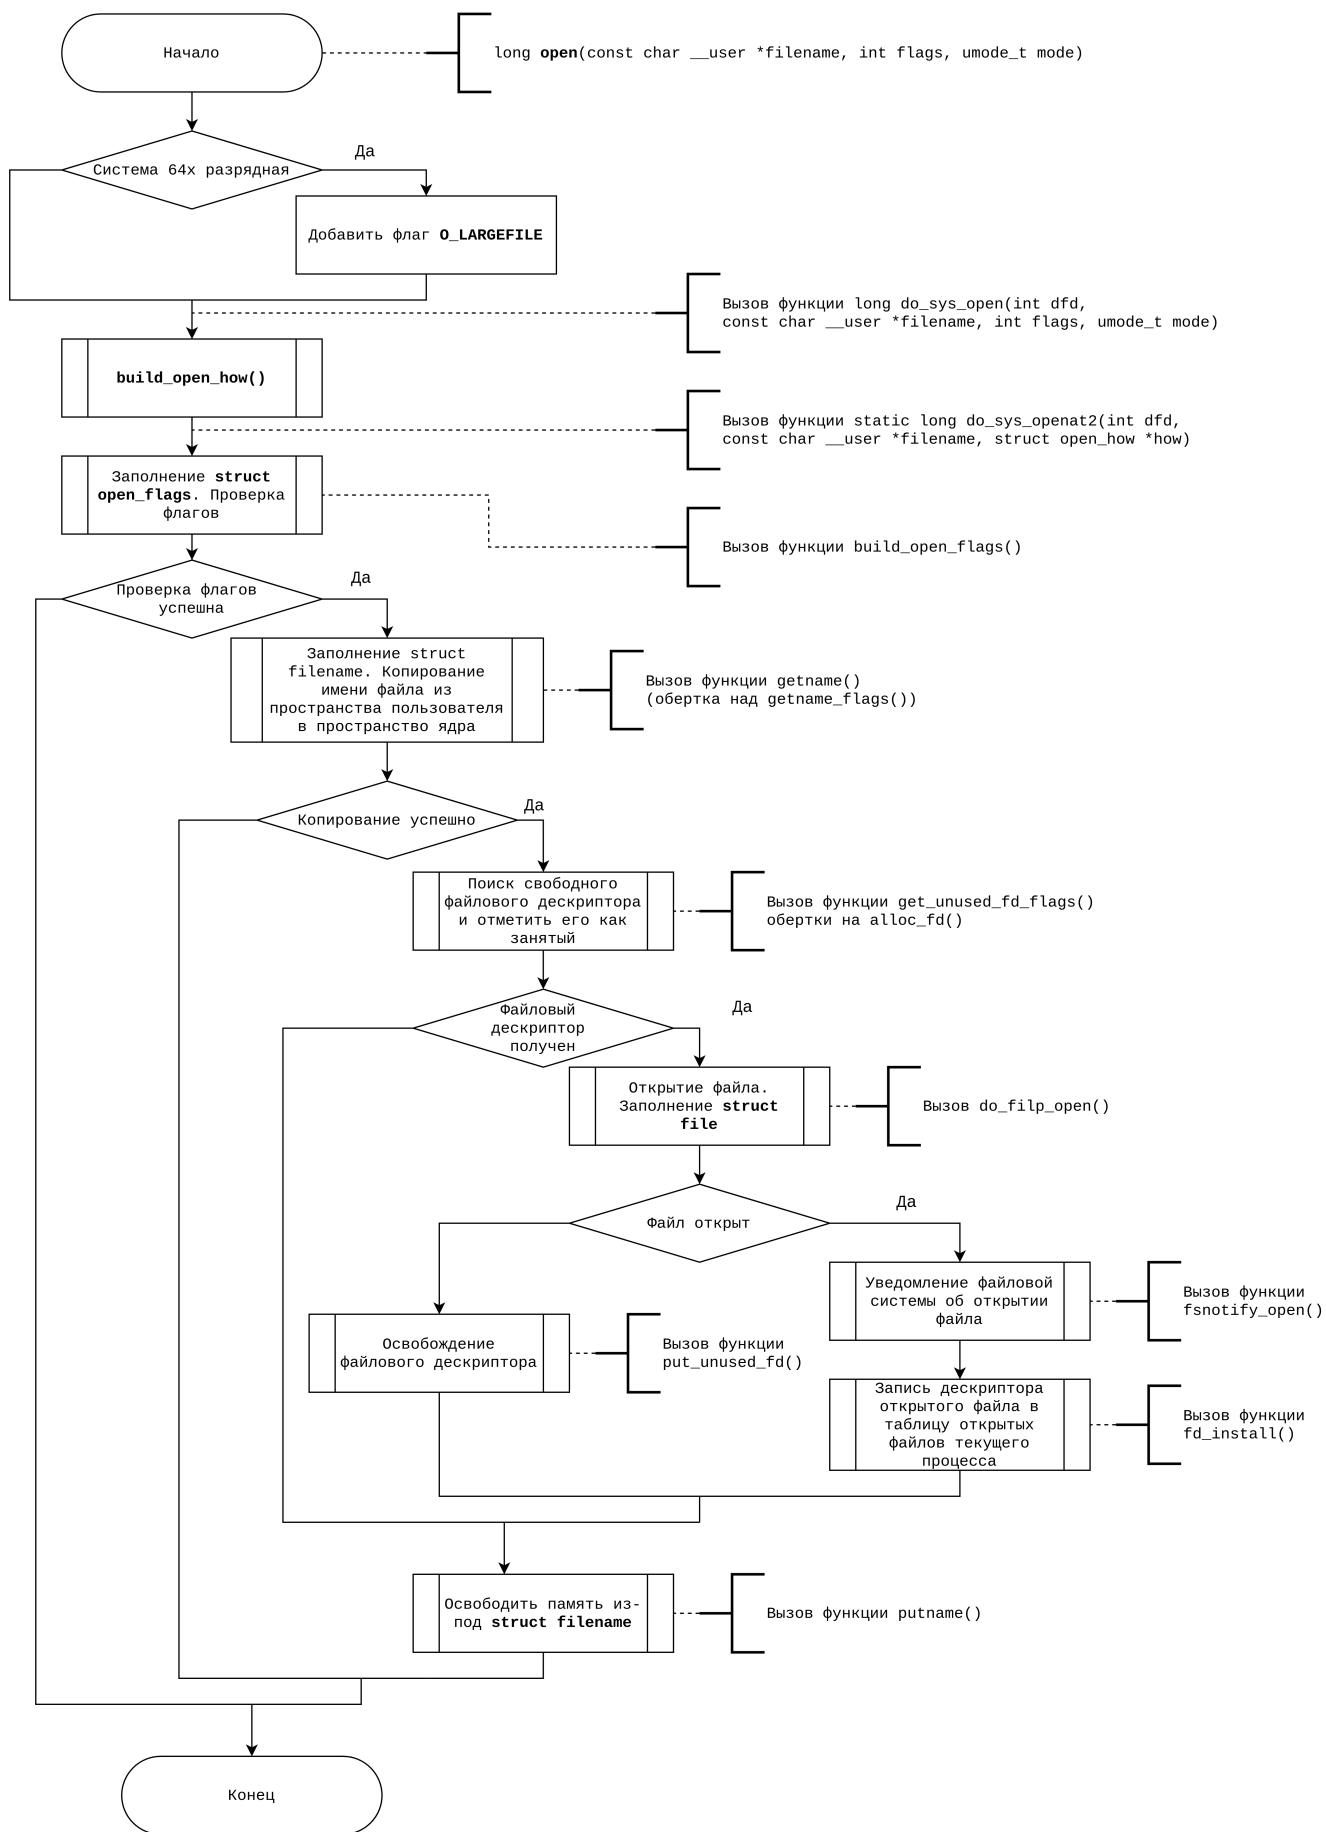 Начало
long open(const char __user *filename, int flags, umode_t mode)
Система 64х разрядная
Да
Добавить флаг O_LARGEFILE
Вызов функции long do_sys_open(int dfd,
const char __user *filename, int flags, umode_t mode)
build_open_how()
Вызов функции static long do_sys_openat2(int dfd,
const char __user *filename, struct open_how *how)
Заполнение struct
open_flags. Проверка
флагов
Вызов функции build_open_flags()
Проверка флагов
успешна
Да
Заполнение struct
filename. Копирование
имени файла из
пространства пользователя
в пространство ядра
Вызов функции getname()
(обертка над getname_flags())
Копирование успешно
Да
Поиск свободного
файлового дескриптора
и отметить его как
занятый
Вызов функции get_unused_fd_flags()
обертки на alloc_fd()
Файловый
дескриптор
получен
Да
Открытие файла.
Заполнение struct
file
Вызов do_filp_open()
Файл открыт
Да
Уведомление файловой
системы об открытии
файла
Вызов функции
fsnotify_open()
Освобождение
файлового дескриптора
Вызов функции
put_unused_fd()
Запись дескриптора
открытого файла в
таблицу открытых
файлов текущего
процесса
Вызов функции
fd_install()
Освободить память из-
под struct filename
Вызов функции putname()
Конец